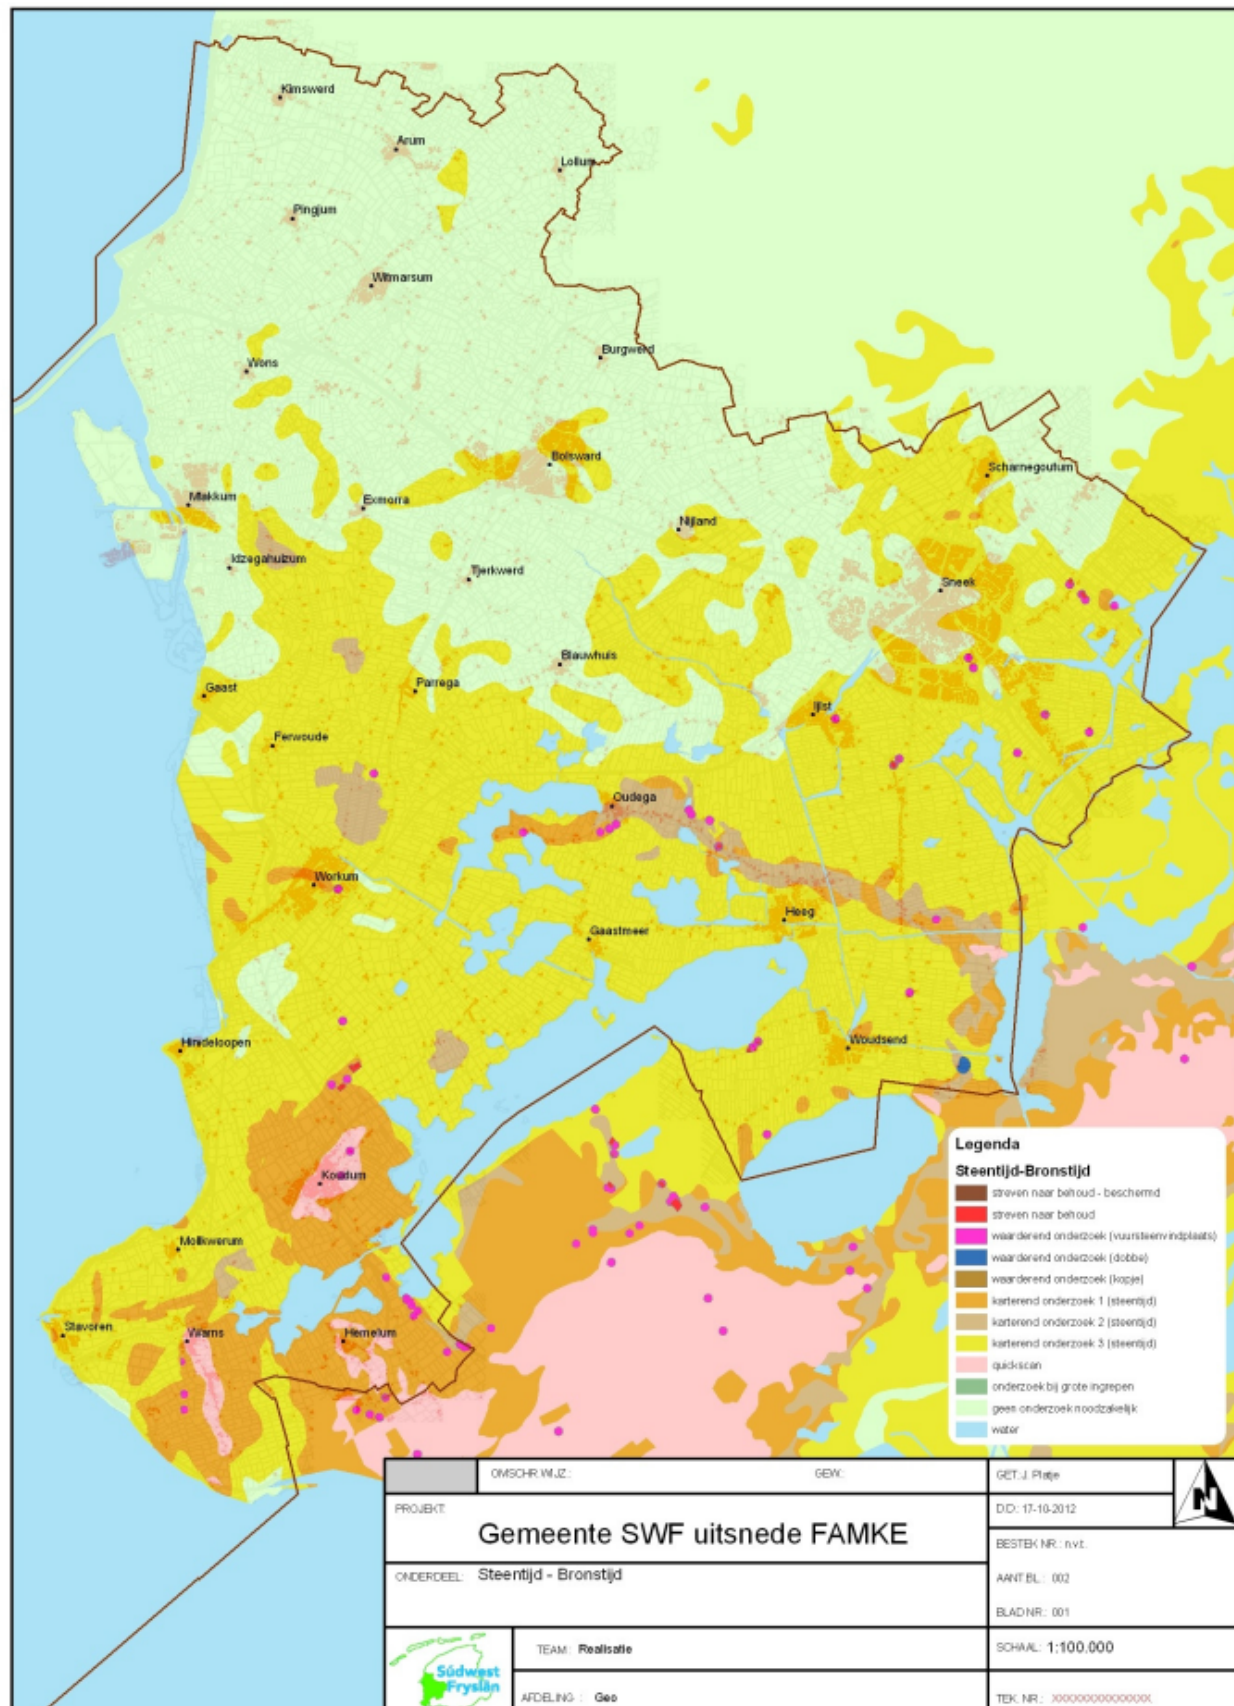 Kimswerd
Arum
Lollum
Pingjum
Witmarsum
Burgwerd
Wons
Bolsward
Scharnegoutum
Makkum
Exmorra
Nijland
Idzegahuizum
Tjerkwerd
Sneek
Blauwhuis
Gaast
Parrega
IJlst
Ferwoude
Oudega
Workum
Heeg
Gaastmeer
Hindeloopen
Woudsend
Koudum
Molkwerum
Stavoren
Warns
Hemelum
Legenda
Steentijd-Bronstijd
streven naar behoud - beschermd
streven naar behoud
waarderend onderzoek (vuursteenvindplaats)
waarderend onderzoek (dobbe)
waarderend onderzoek (kopje)
karterend onderzoek 1 (steentijd)
karterend onderzoek 2 (steentijd)
karterend onderzoek 3 (steentijd)
quickscan
onderzoek bij grote ingrepen
geen onderzoek noodzakelijk
water
OMSCHR.WIJZ.: GEW.:
GET.: J. Platje
N
PROJEKT:
Gemeente SWF uitsnede FAMKE
D.D.: 17-10-2012
BESTEK NR.: n.v.t.
ONDERDEEL: Steentijd - Bronstijd
AANT.BL.: 002
BLADNR.: 001
Súdwest
Fryslân
TEAM: Realisatie
SCHAAL: 1:100.000
AFDELING : Geo
TEK. NR.: XXXXXXXXXXXXXX